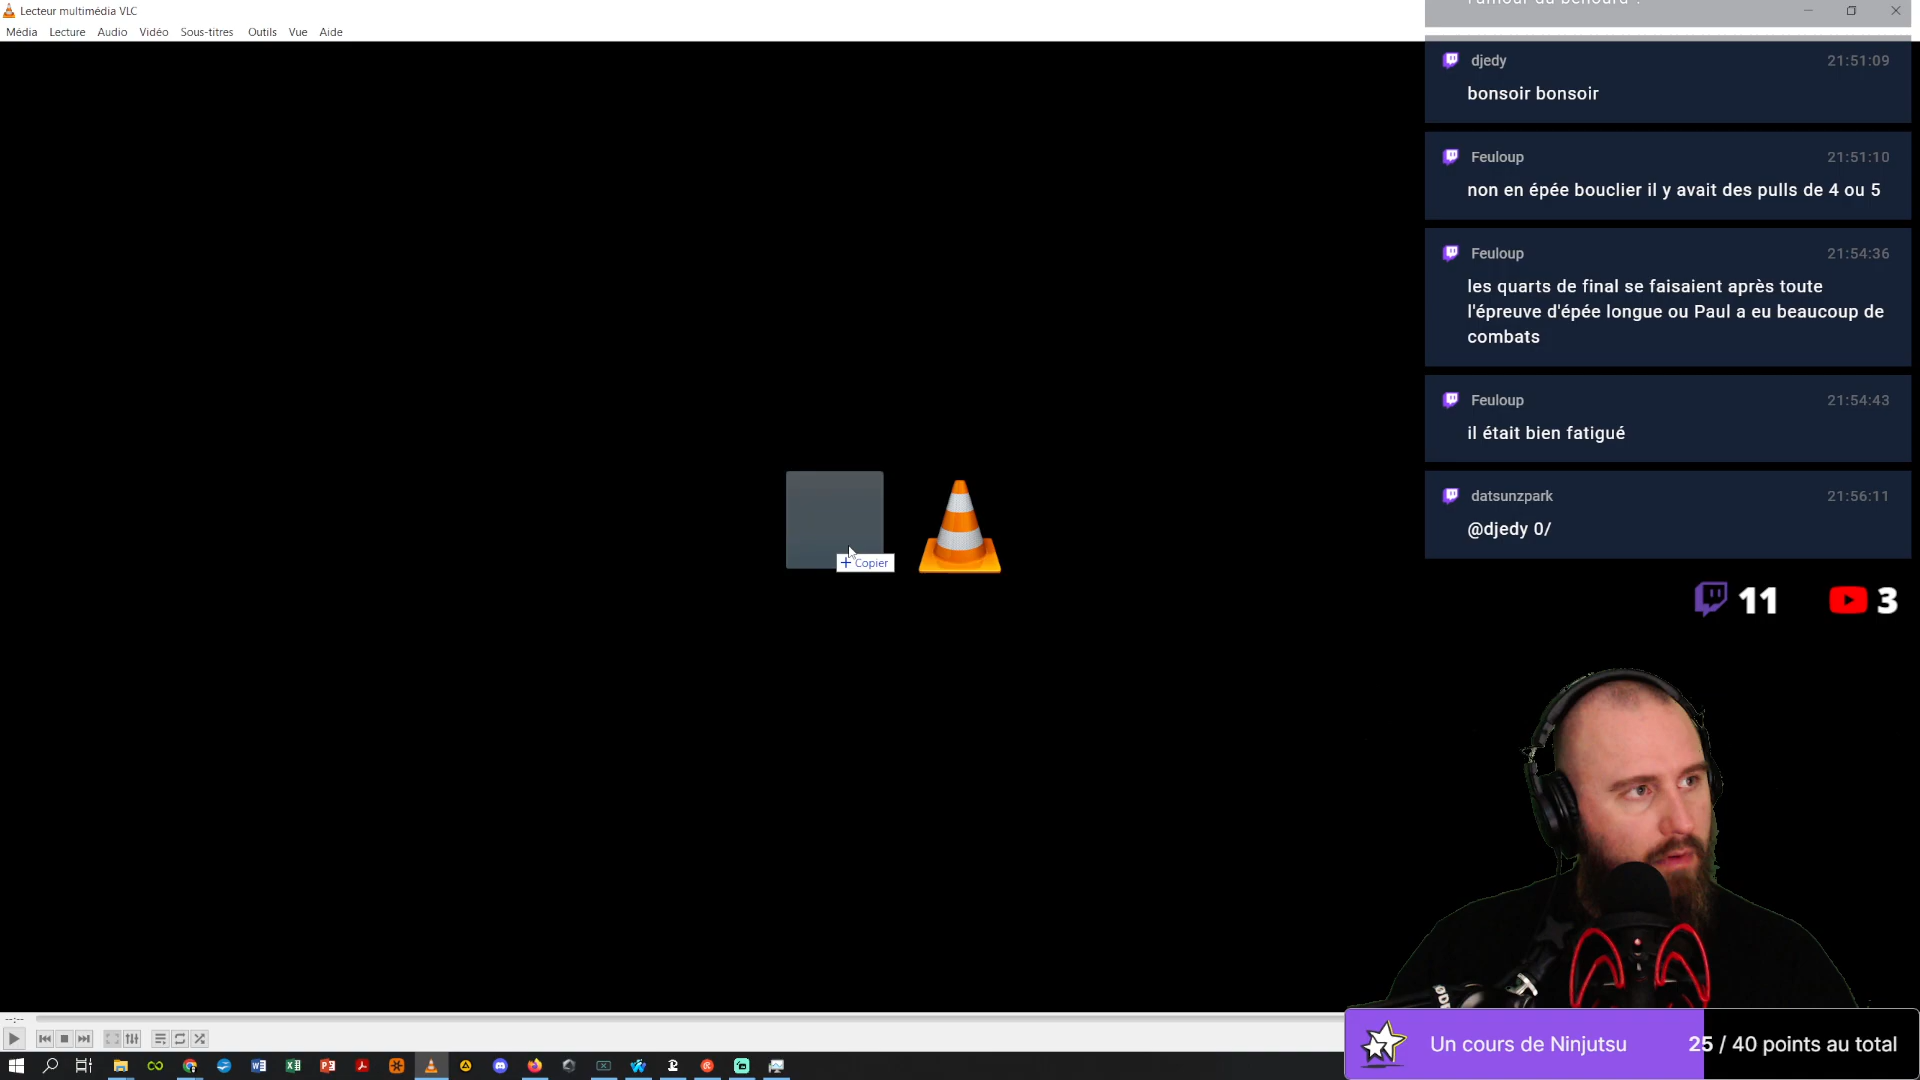 Lecteur multimédia VLC
Média Lecture Audio Vidéo Sous-titres Outils Vue Aide
djedy 21:51:09
bonsoir bonsoir
Feuloup 21:51:10
non en épée bouclier il y avait des pulls de 4 ou 5
Feuloup 21:54:36
les quarts de final se faisaient après toute
l'épreuve d'épée longue ou Paul a eu beaucoup de
combats
Feuloup 21:54:43
il était bien fatigué
datsunzpark 21:56:11
@djedy 0/
+ Copier
11 3
--:--
Un cours de Ninjutsu 25 / 40 points au total